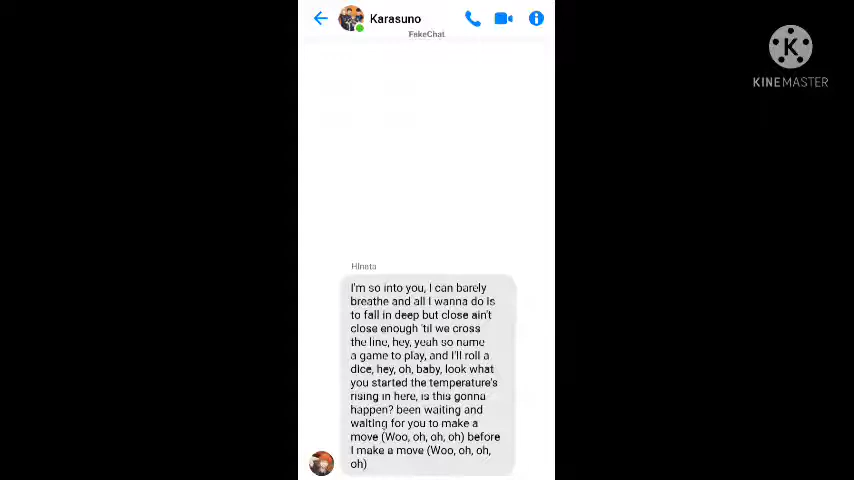 Karasuno
FakeChat
K
KINEMASTER
Hinata
I'm so into you, I can barely
breathe and all I wanna do is
to fall in deep but close ain't
close enough 'til we cross
the line, hey, yeah so name
a game to play, and I'll roll a
dice, hey, oh, baby, look what
you started the temperature's
rising in here, is this gonna
happen? been waiting and
waiting for you to make a
move (Woo, oh, oh, oh) before
I make a move (Woo, oh, oh,
oh)